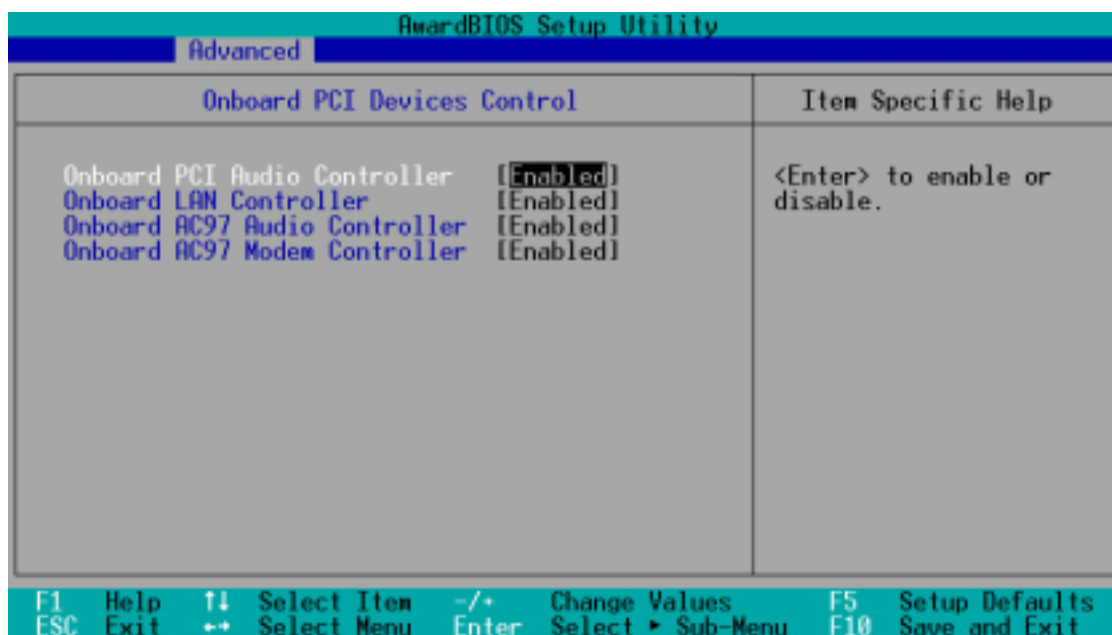 AwardBIOS Setup Utility
Advanced
Onboard PCI Devices Control
Item Specific Help
Onboard PCI Audio Controller [Enabled]
Onboard LAN Controller [Enabled]
Onboard AC97 Audio Controller [Enabled]
Onboard AC97 Modem Controller [Enabled]
<Enter> to enable or
disable.
F1 Help ↑↓ Select Item -/+ Change Values F5 Setup Defaults
ESC Exit ←→ Select Menu Enter Select ► Sub-Menu F10 Save and Exit